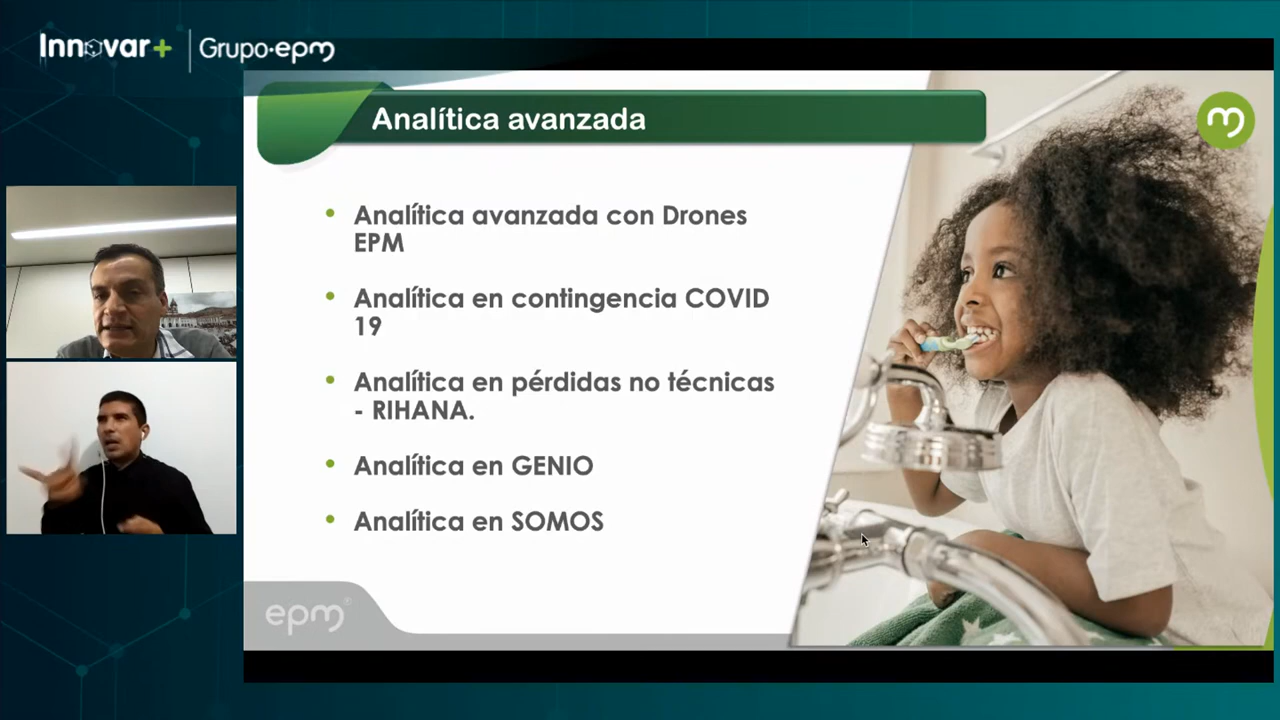 Innovar+
Grupo·epm
Analítica avanzada
• Analítica avanzada con Drones
EPM
• Analítica en contingencia COVID
19
• Analítica en pérdidas no técnicas
- RIHANA.
• Analítica en GENIO
• Analítica en SOMOS
epm®
m